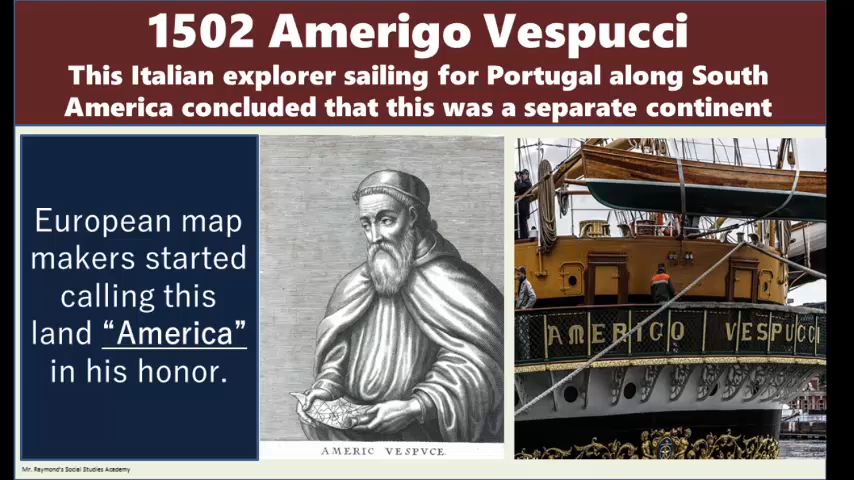 1502 Amerigo Vespucci
This Italian explorer sailing for Portugal along South
America concluded that this was a separate continent
European map
makers started
calling this
land “America”
in his honor.
AMERIC VESPVCE.
AMERIGO VESPUCCI
Mr. Raymond's Social Studies Academy